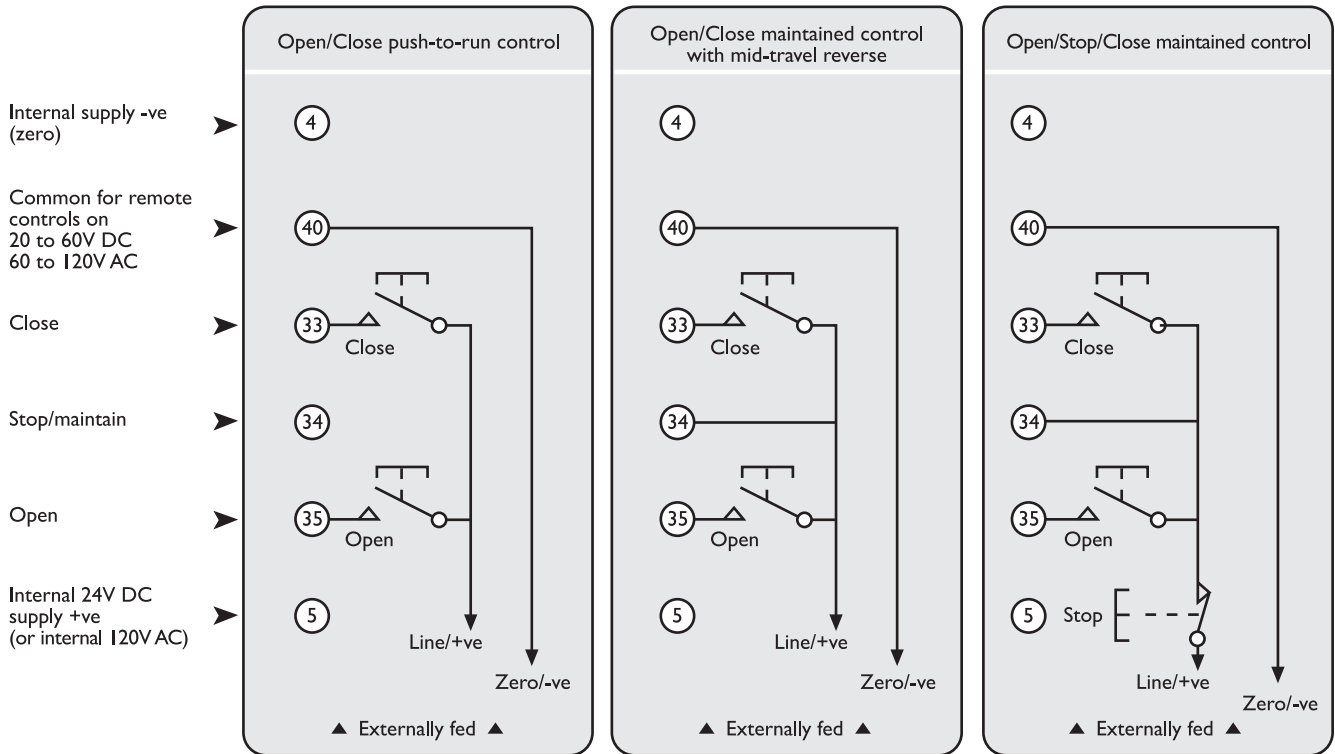 Open/Close push-to-run control
Open/Close maintained control
with mid-travel reverse
Open/Stop/Close maintained control
Internal supply -ve
(zero)
4
4
4
Common for remote
controls on
20 to 60V DC
60 to 120V AC
40
40
40
Close
33
Close
33
Close
33
Close
Stop/maintain
34
34
34
Open
35
Open
35
Open
35
Open
Internal 24V DC
supply +ve
(or internal 120V AC)
5
Line/+ve
Zero/-ve
5
Line/+ve
Zero/-ve
5
Stop
Line/+ve
Zero/-ve
▲ Externally fed ▲
▲ Externally fed ▲
▲ Externally fed ▲